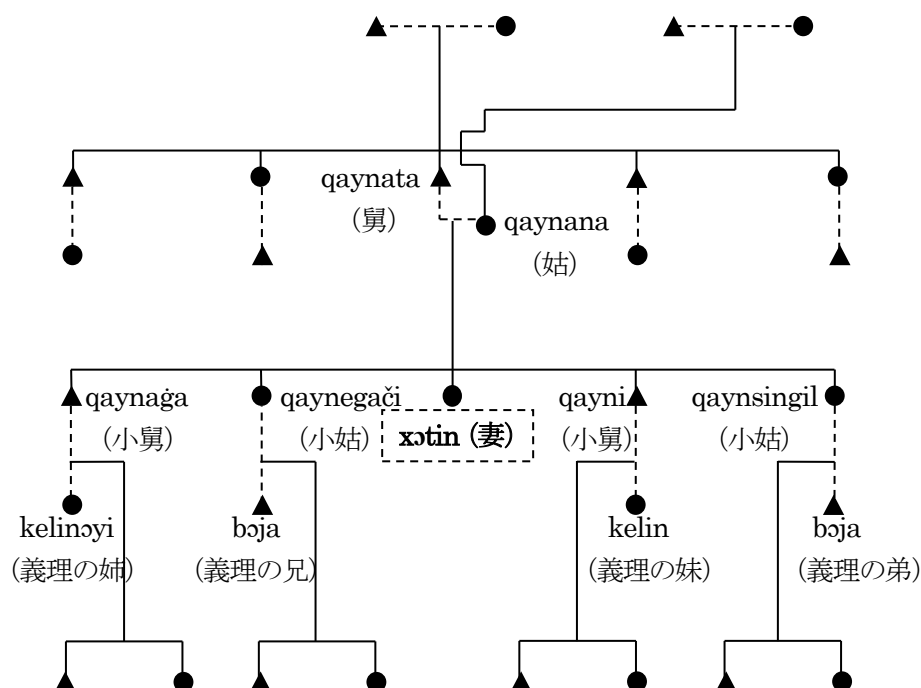 qaynata
(舅)
qaynana
(姑)
qaynaġa
(小舅)
qaynegači
(小姑)
xɔtin (妻)
qayni
(小舅)
qaynsingil
(小姑)
kelinɔyi
(義理の姉)
bɔja
(義理の兄)
kelin
(義理の妹)
bɔja
(義理の弟)